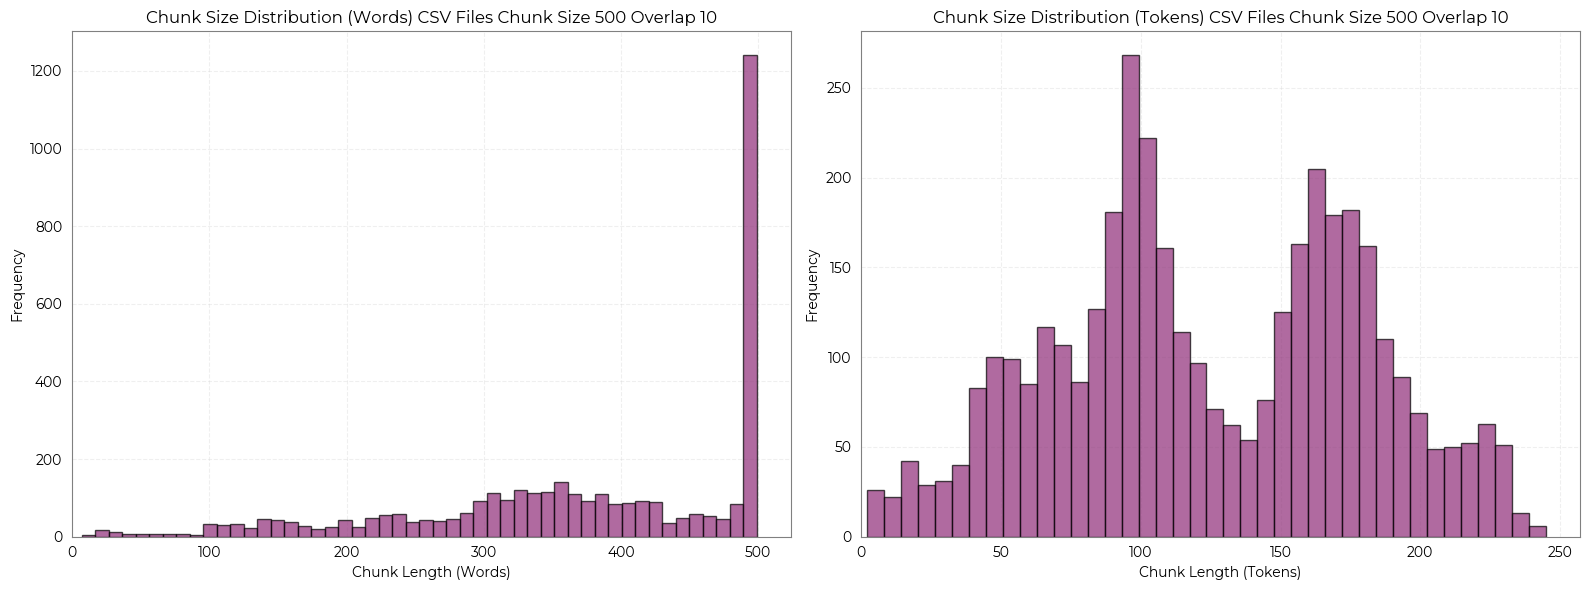 Chunk Size Distribution (Words) CSV Files Chunk Size 500 Overlap 10
1200
1000
800
600
400
200
0
Frequency
0 100 200 300 400 500
Chunk Length (Words)
Chunk Size Distribution (Tokens) CSV Files Chunk Size 500 Overlap 10
250
200
150
100
50
0
Frequency
0 50 100 150 200 250
Chunk Length (Tokens)